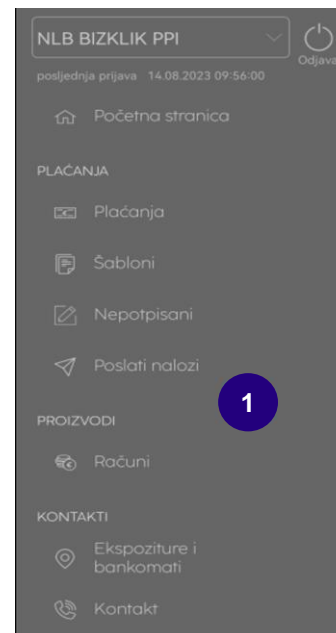 NLB BIZKLIK PPI
Odjava
posljednja prijava 14.08.2023 09:56:00
Početna stranica
PLAĆANJA
Plaćanja
Šabloni
Nepotpisani
Poslati nalozi
1
PROIZVODI
Računi
KONTAKTI
Ekspoziture i
bankomati
Kontakt